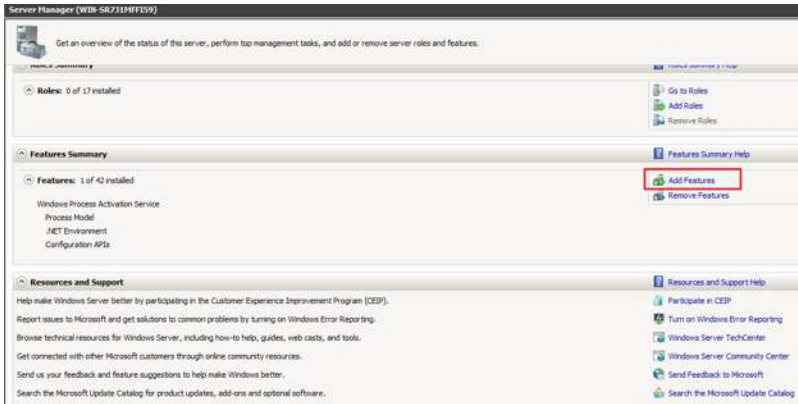 Server Manager (WIN-SR7J1MFFIS9)
Get an overview of the status of this server, perform top management tasks, and add or remove server roles and features.
Roles Summary Roles Summary Help
Roles: 0 of 17 installed Go to Roles
Add Roles
Remove Roles
Features Summary Features Summary Help
Features: 1 of 42 installed Add Features
Remove Features
Windows Process Activation Service
Process Model
.NET Environment
Configuration APIs
Resources and Support Resources and Support Help
Help make Windows Server better by participating in the Customer Experience Improvement Program (CEIP). Participate in CEIP
Report issues to Microsoft and get solutions to common problems by turning on Windows Error Reporting. Turn on Windows Error Reporting
Browse technical resources for Windows Server, including how-to help, guides, web casts, and tools. Windows Server TechCenter
Get connected with other Microsoft customers through online community resources. Windows Server Community Center
Send us your feedback and feature suggestions to help make Windows better. Send Feedback to Microsoft
Search the Microsoft Update Catalog for product updates, add-ons and optional software. Search the Microsoft Update Catalog